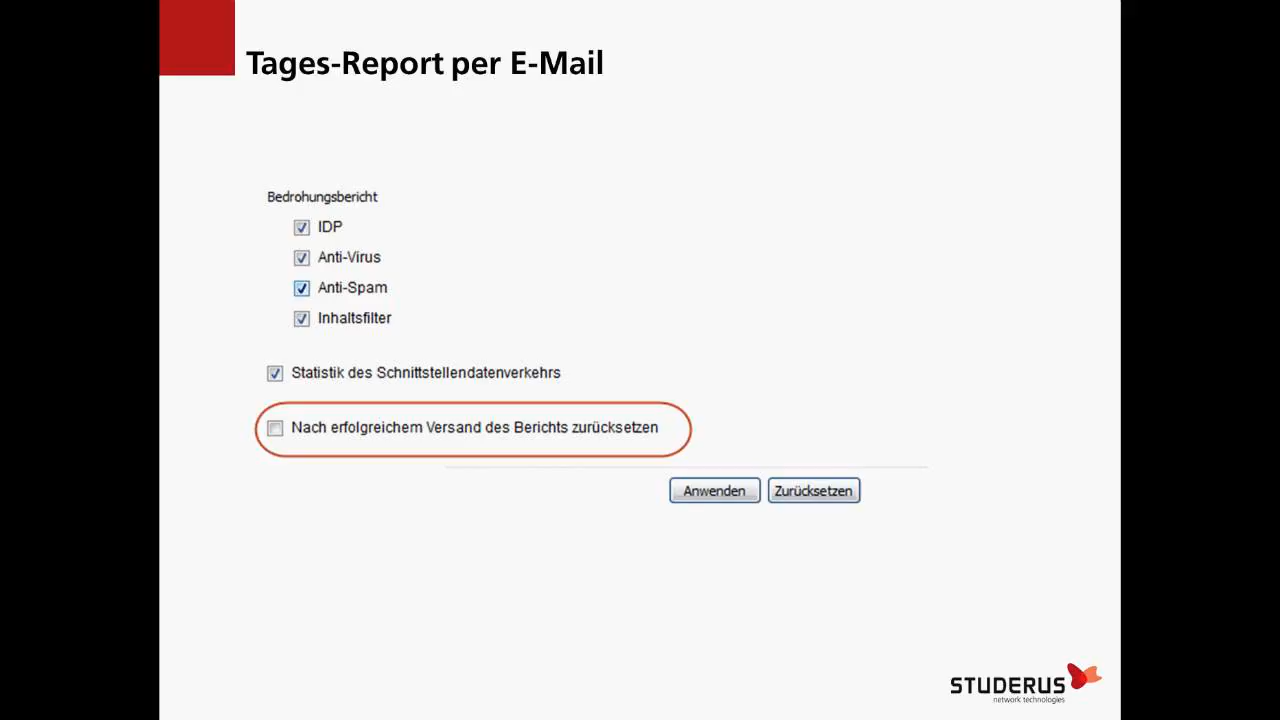 Tages-Report per E-Mail
Bedrohungsbericht
IDP
Anti-Virus
Anti-Spam
Inhaltsfilter
Statistik des Schnittstellendatenverkehrs
Nach erfolgreichem Versand des Berichts zurücksetzen
Anwenden Zurücksetzen
STUDERUS
network technologies